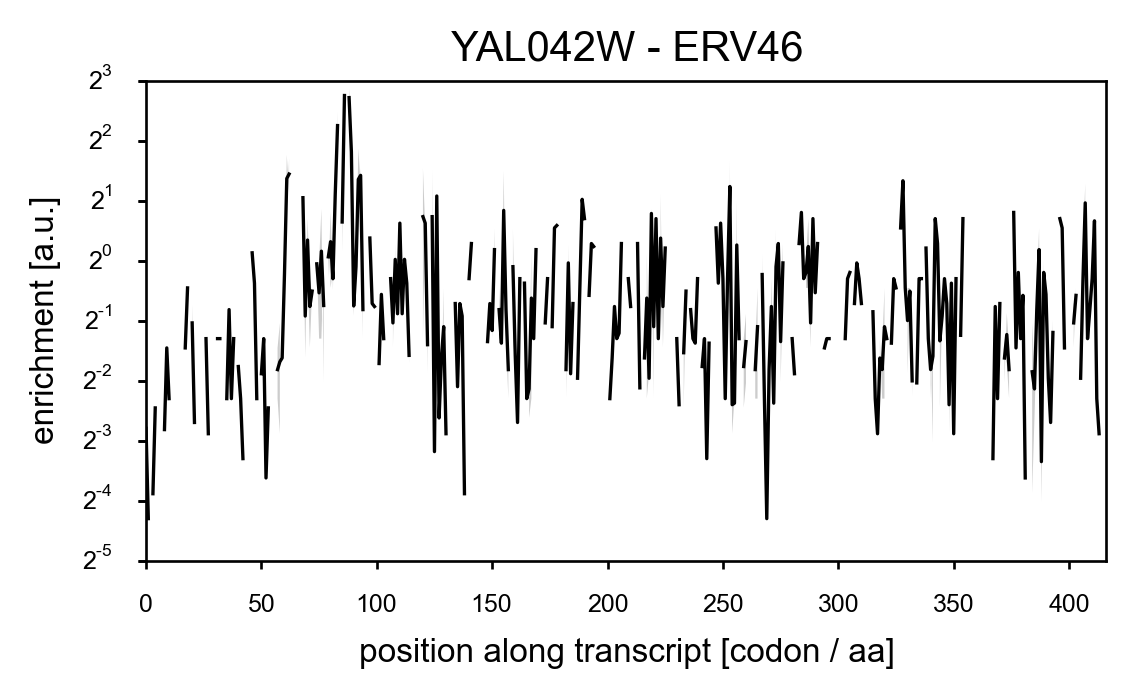 YAL042W - ERV46
2^3
2^2
2^1
2^0
2^-1
2^-2
2^-3
2^-4
2^-5
enrichment [a.u.]
0 50 100 150 200 250 300 350 400
position along transcript [codon / aa]